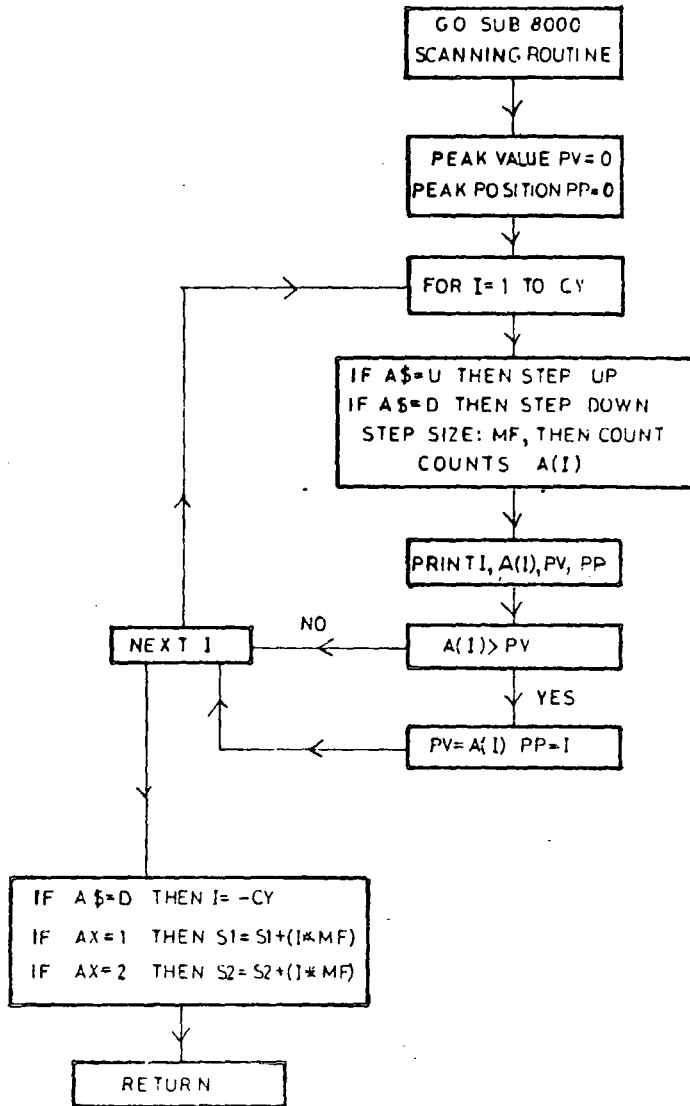 GO SUB 8000
SCANNING ROUTINE
PEAK VALUE PV=0
PEAK POSITION PP=0
FOR I=1 TO CY
IF A$=U THEN STEP UP
IF A$=D THEN STEP DOWN
STEP SIZE: MF, THEN COUNT
COUNTS A(I)
PRINT I, A(I), PV, PP
NO
NEXT I
A(I)>PV
YES
PV=A(I) PP=I
IF A$=D THEN I=-CY
IF AX=1 THEN S1=S1+(I*MF)
IF AX=2 THEN S2=S2+(I*MF)
RETURN